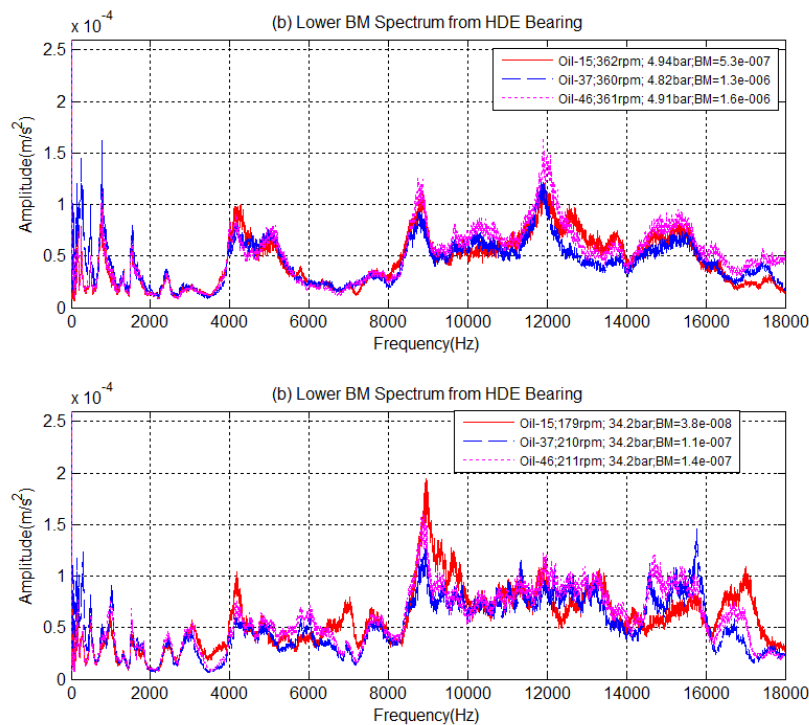 (b) Lower BM Spectrum from HDE Bearing
x 10⁻⁴
2.5
2
1.5
1
0.5
0
Amplitude(m/s²)
Oil-15;362rpm; 4.94bar;BM=5.3e-007
Oil-37;360rpm; 4.82bar;BM=1.3e-006
Oil-46;361rpm; 4.91bar;BM=1.6e-006
0 2000 4000 6000 8000 10000 12000 14000 16000 18000
Frequency(Hz)
(b) Lower BM Spectrum from HDE Bearing
x 10⁻⁴
2.5
2
1.5
1
0.5
0
Amplitude(m/s²)
Oil-15;179rpm; 34.2bar;BM=3.8e-008
Oil-37;210rpm; 34.2bar;BM=1.1e-007
Oil-46;211rpm; 34.2bar;BM=1.4e-007
0 2000 4000 6000 8000 10000 12000 14000 16000 18000
Frequency(Hz)